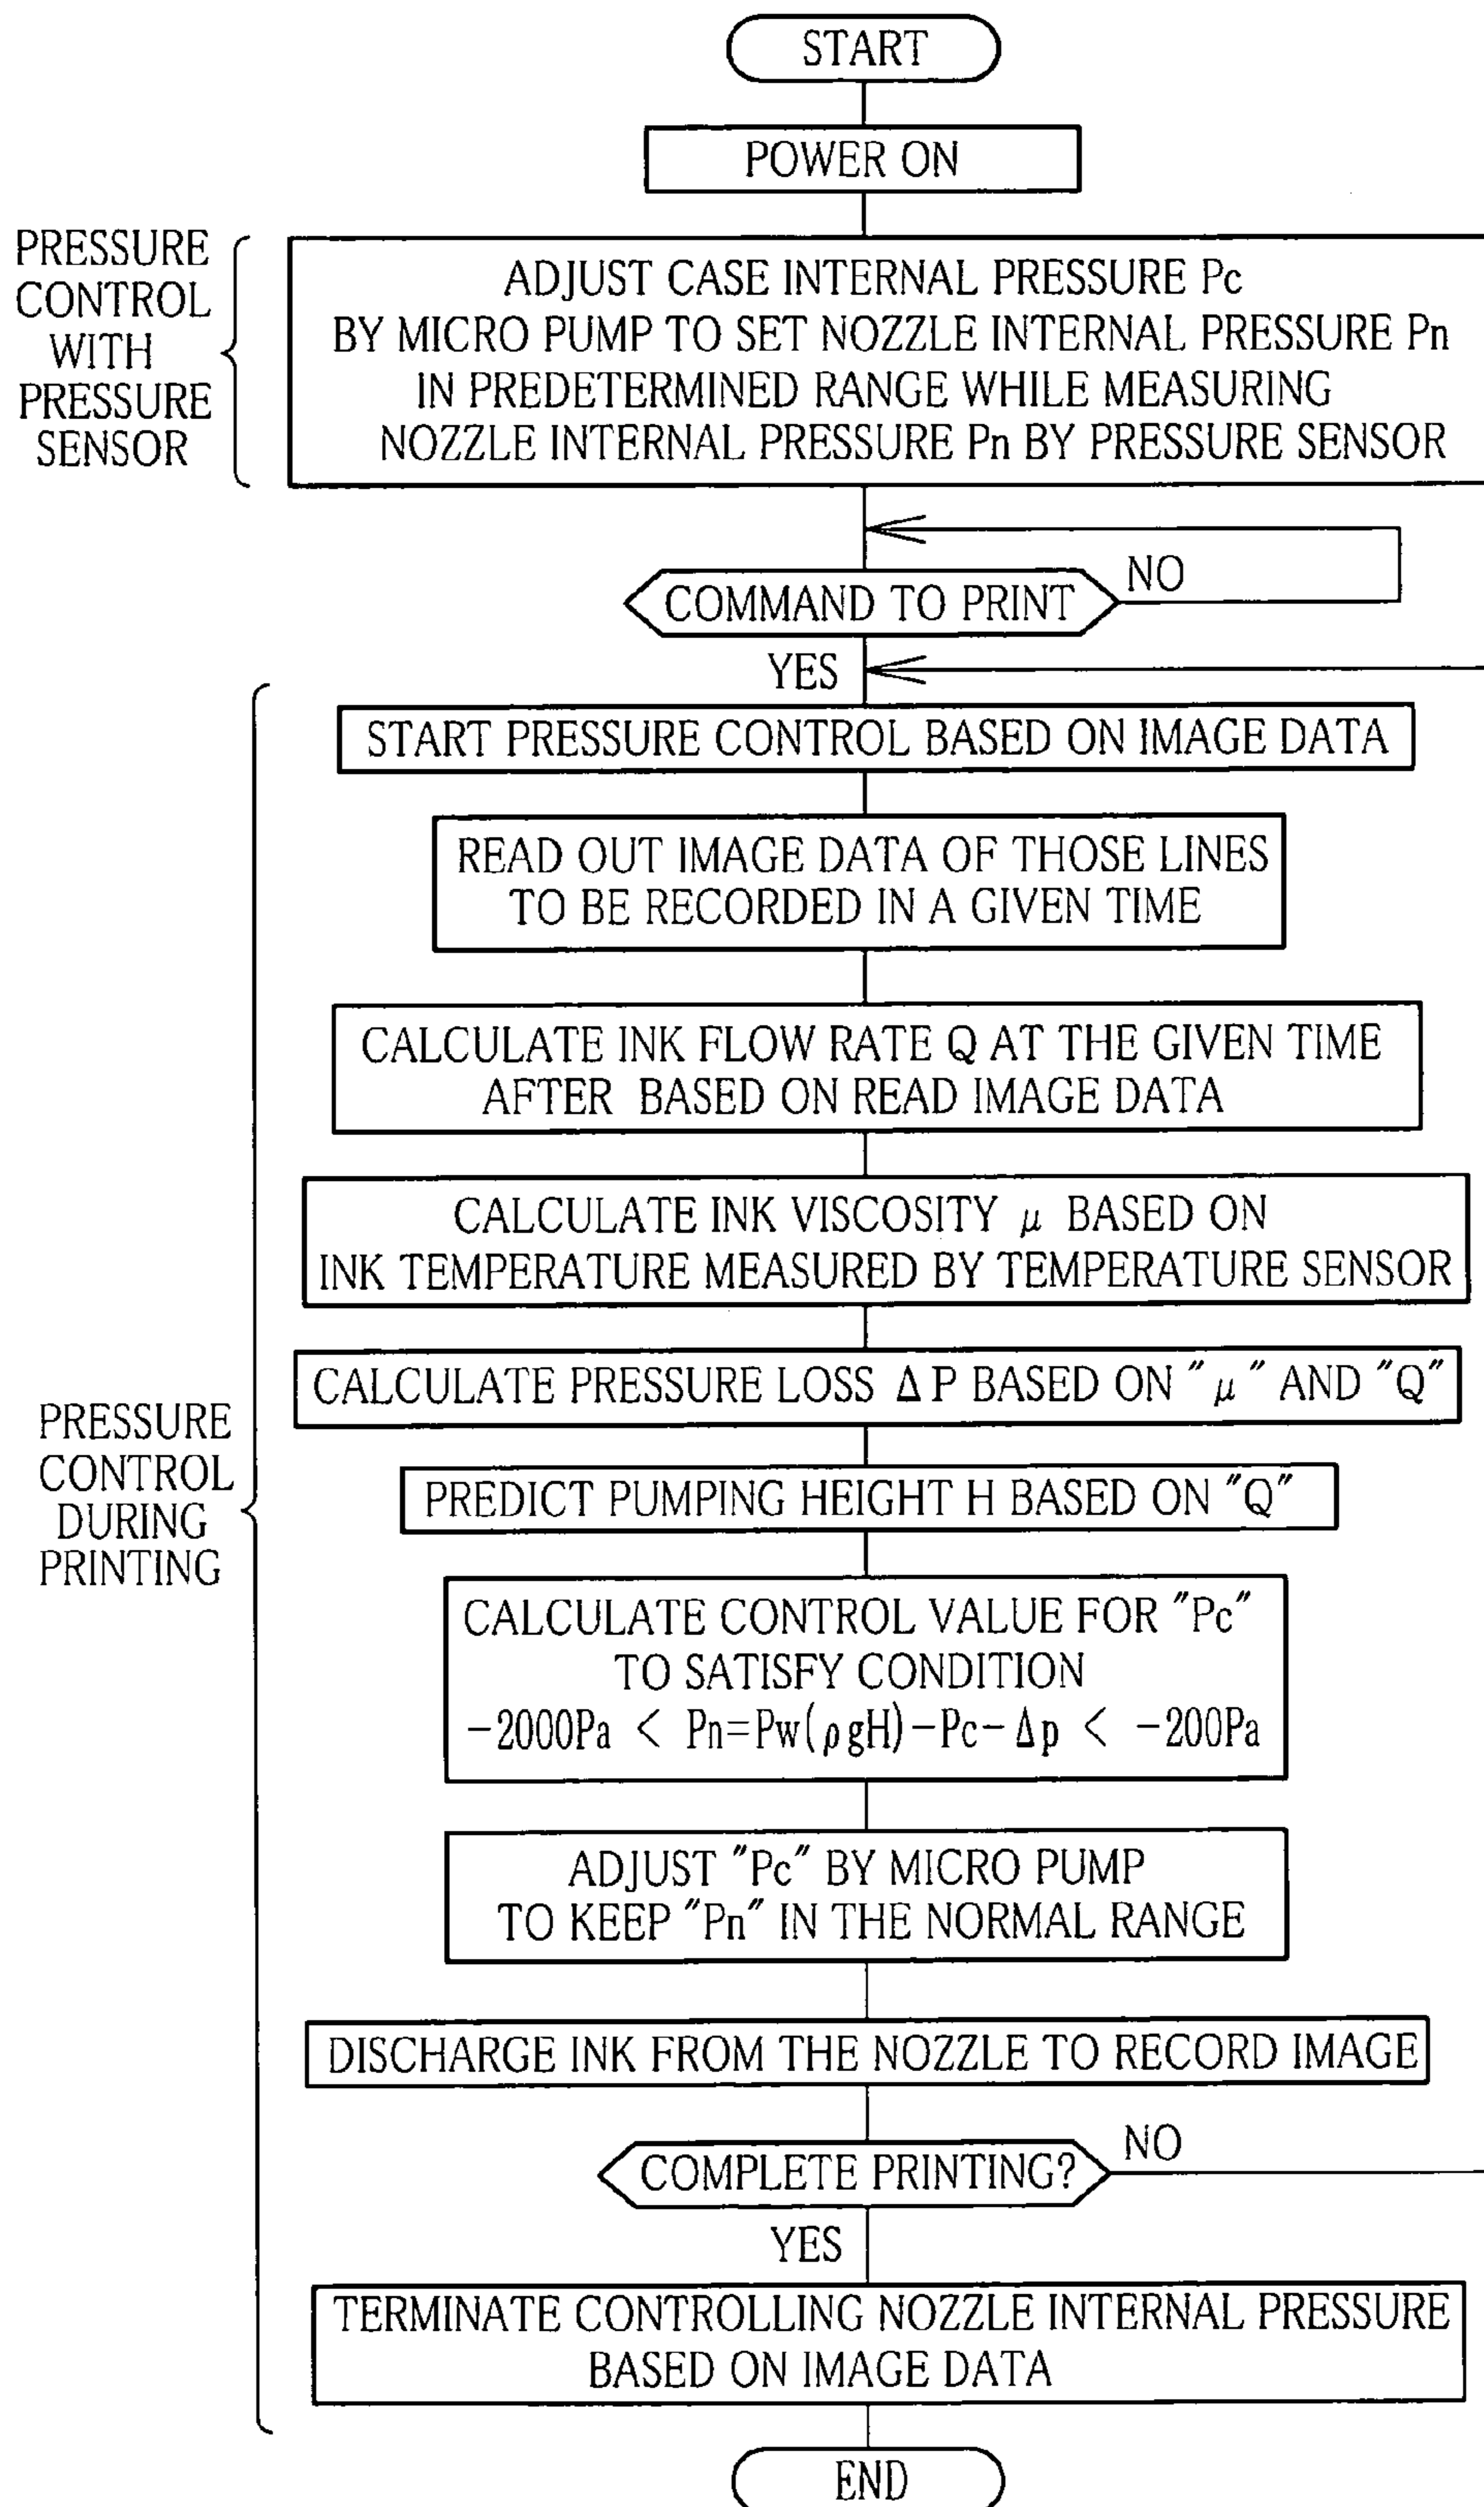 START
POWER ON
PRESSURE
CONTROL
WITH
PRESSURE
SENSOR
ADJUST CASE INTERNAL PRESSURE Pc
BY MICRO PUMP TO SET NOZZLE INTERNAL PRESSURE Pn
IN PREDETERMINED RANGE WHILE MEASURING
NOZZLE INTERNAL PRESSURE Pn BY PRESSURE SENSOR
COMMAND TO PRINT
NO
YES
START PRESSURE CONTROL BASED ON IMAGE DATA
READ OUT IMAGE DATA OF THOSE LINES
TO BE RECORDED IN A GIVEN TIME
CALCULATE INK FLOW RATE Q AT THE GIVEN TIME
AFTER BASED ON READ IMAGE DATA
CALCULATE INK VISCOSITY μ BASED ON
INK TEMPERATURE MEASURED BY TEMPERATURE SENSOR
CALCULATE PRESSURE LOSS ΔP BASED ON "μ" AND "Q"
PRESSURE
CONTROL
DURING
PRINTING
PREDICT PUMPING HEIGHT H BASED ON "Q"
CALCULATE CONTROL VALUE FOR "Pc"
TO SATISFY CONDITION
-2000Pa < Pn=Pw(ρgH)-Pc-Δp < -200Pa
ADJUST "Pc" BY MICRO PUMP
TO KEEP "Pn" IN THE NORMAL RANGE
DISCHARGE INK FROM THE NOZZLE TO RECORD IMAGE
COMPLETE PRINTING?
NO
YES
TERMINATE CONTROLLING NOZZLE INTERNAL PRESSURE
BASED ON IMAGE DATA
END